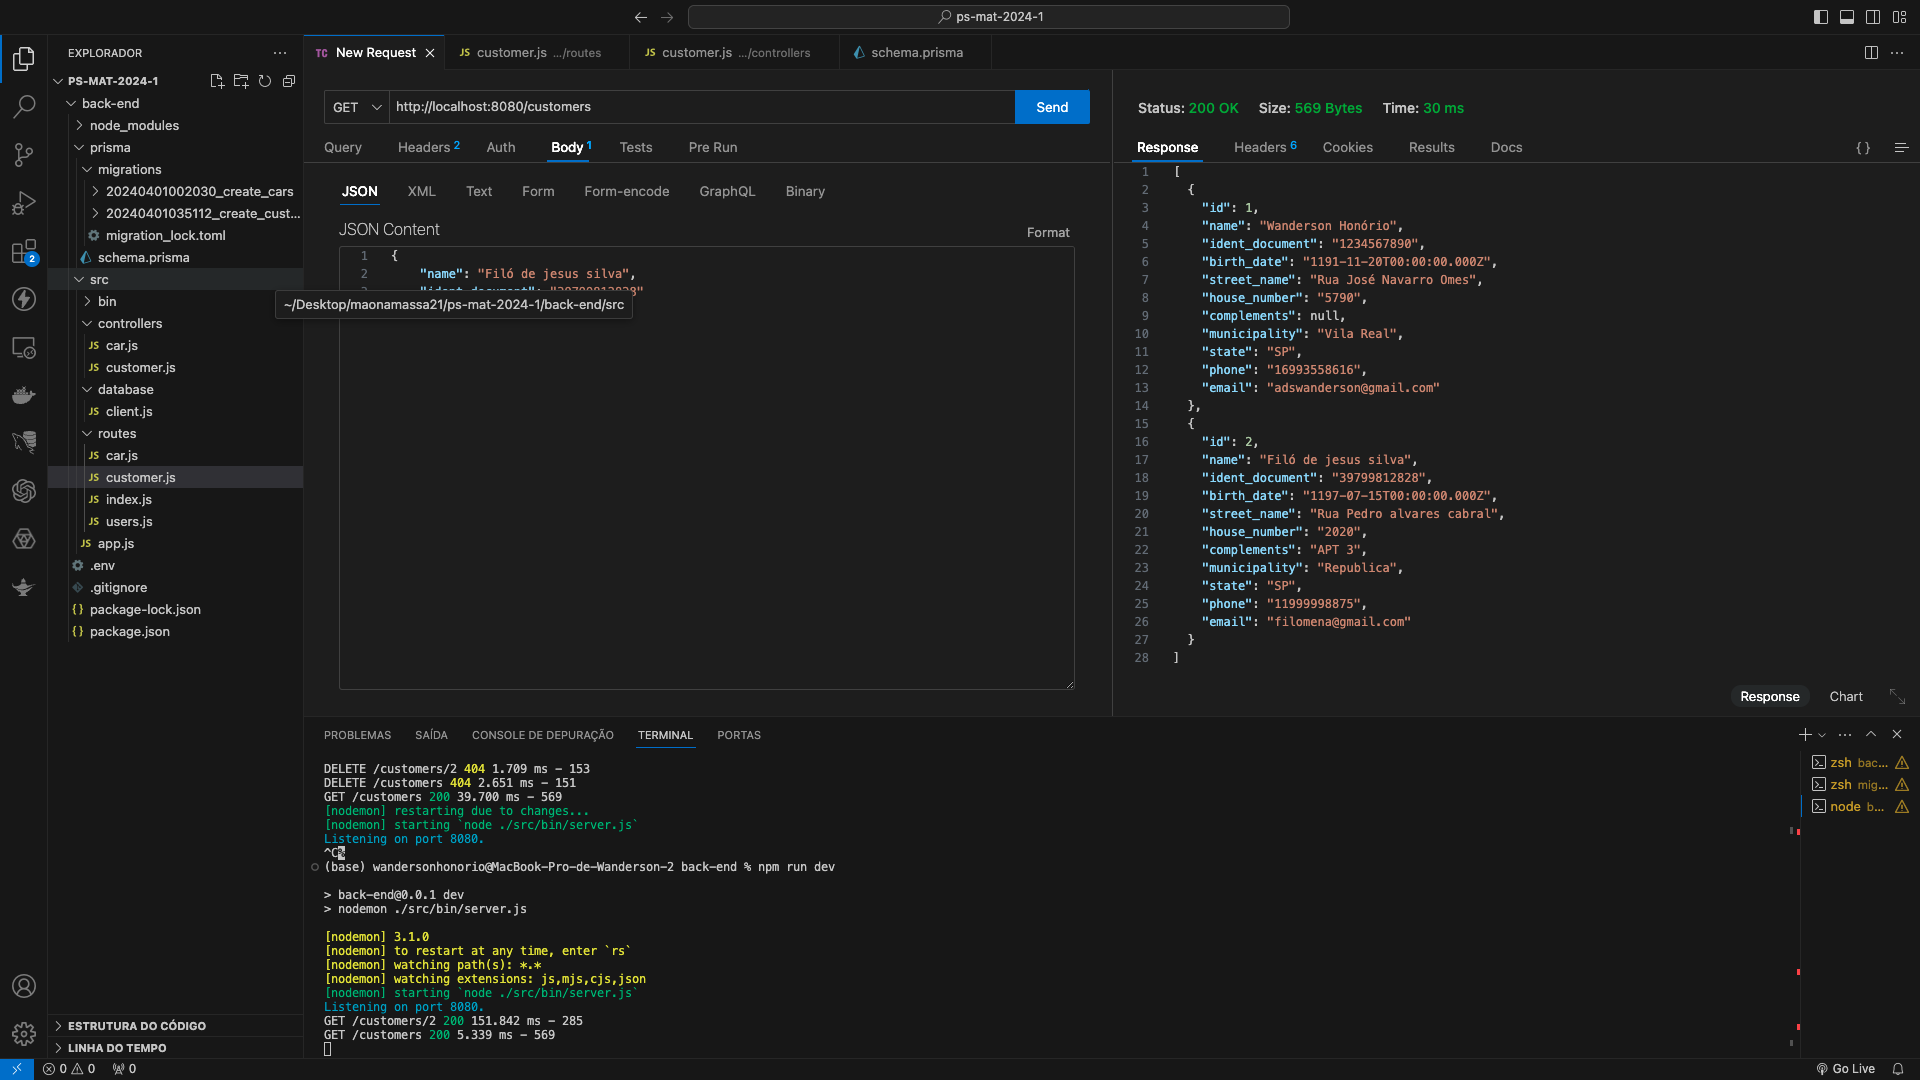 ps-mat-2024-1
EXPLORADOR
PS-MAT-2024-1
back-end
node_modules
prisma
migrations
20240401002030_create_cars
20240401035112_create_cust...
migration_lock.toml
schema.prisma
src
bin
controllers
JS car.js
JS customer.js
database
JS client.js
routes
JS car.js
JS customer.js
JS index.js
JS users.js
JS app.js
.env
.gitignore
{} package-lock.json
{} package.json
ESTRUTURA DO CÓDIGO
LINHA DO TEMPO
2
TC New Request
JS customer.js .../routes
JS customer.js .../controllers
schema.prisma
GET http://localhost:8080/customers Send
Query Headers 2 Auth Body 1 Tests Pre Run
JSON XML Text Form Form-encode GraphQL Binary
JSON Content Format
1 {
2 "name": "Filó de jesus silva",
"ident_document": "39799812828"
~/Desktop/maonamassa21/ps-mat-2024-1/back-end/src
Status: 200 OK Size: 569 Bytes Time: 30 ms
Response Headers 6 Cookies Results Docs {}
1 [
2 {
3 "id": 1,
4 "name": "Wanderson Honório",
5 "ident_document": "1234567890",
6 "birth_date": "1191-11-20T00:00:00.000Z",
7 "street_name": "Rua José Navarro Omes",
8 "house_number": "5790",
9 "complements": null,
10 "municipality": "Vila Real",
11 "state": "SP",
12 "phone": "16993558616",
13 "email": "adswanderson@gmail.com"
14 },
15 {
16 "id": 2,
17 "name": "Filó de jesus silva",
18 "ident_document": "39799812828",
19 "birth_date": "1197-07-15T00:00:00.000Z",
20 "street_name": "Rua Pedro alvares cabral",
21 "house_number": "2020",
22 "complements": "APT 3",
23 "municipality": "Republica",
24 "state": "SP",
25 "phone": "11999998875",
26 "email": "filomena@gmail.com"
27 }
28 ]
Response Chart
PROBLEMAS SAÍDA CONSOLE DE DEPURAÇÃO TERMINAL PORTAS
DELETE /customers/2 404 1.709 ms - 153
DELETE /customers 404 2.651 ms - 151
GET /customers 200 39.700 ms - 569
[nodemon] restarting due to changes...
[nodemon] starting `node ./src/bin/server.js`
Listening on port 8080.
^C%
(base) wandersonhonorio@MacBook-Pro-de-Wanderson-2 back-end % npm run dev
> back-end@0.0.1 dev
> nodemon ./src/bin/server.js
[nodemon] 3.1.0
[nodemon] to restart at any time, enter `rs`
[nodemon] watching path(s): *.*
[nodemon] watching extensions: js,mjs,cjs,json
[nodemon] starting `node ./src/bin/server.js`
Listening on port 8080.
GET /customers/2 200 151.842 ms - 285
GET /customers 200 5.339 ms - 569
zsh bac...
zsh mig...
node b...
0 0 0
Go Live